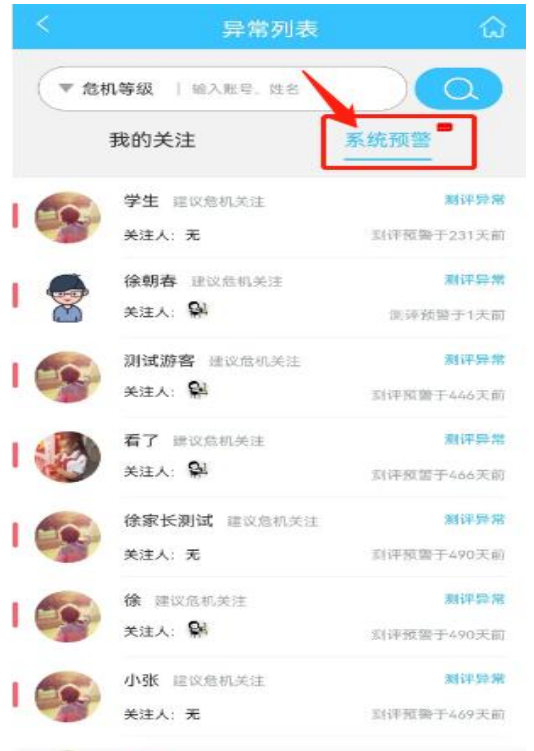 异常列表
危机等级 输入账号、姓名
我的关注 系统预警
学生 建议危机关注 测评异常
关注人：无 测评预警于231天前
徐朝春 建议危机关注 测评异常
关注人： 测评预警于1天前
测试游客 建议危机关注 测评异常
关注人： 测评预警于446天前
看了 建议危机关注 测评异常
关注人： 测评预警于466天前
徐家长测试 建议危机关注 测评异常
关注人：无 测评预警于490天前
徐 建议危机关注 测评异常
关注人： 测评预警于490天前
小张 建议危机关注 测评异常
关注人：无 测评预警于469天前